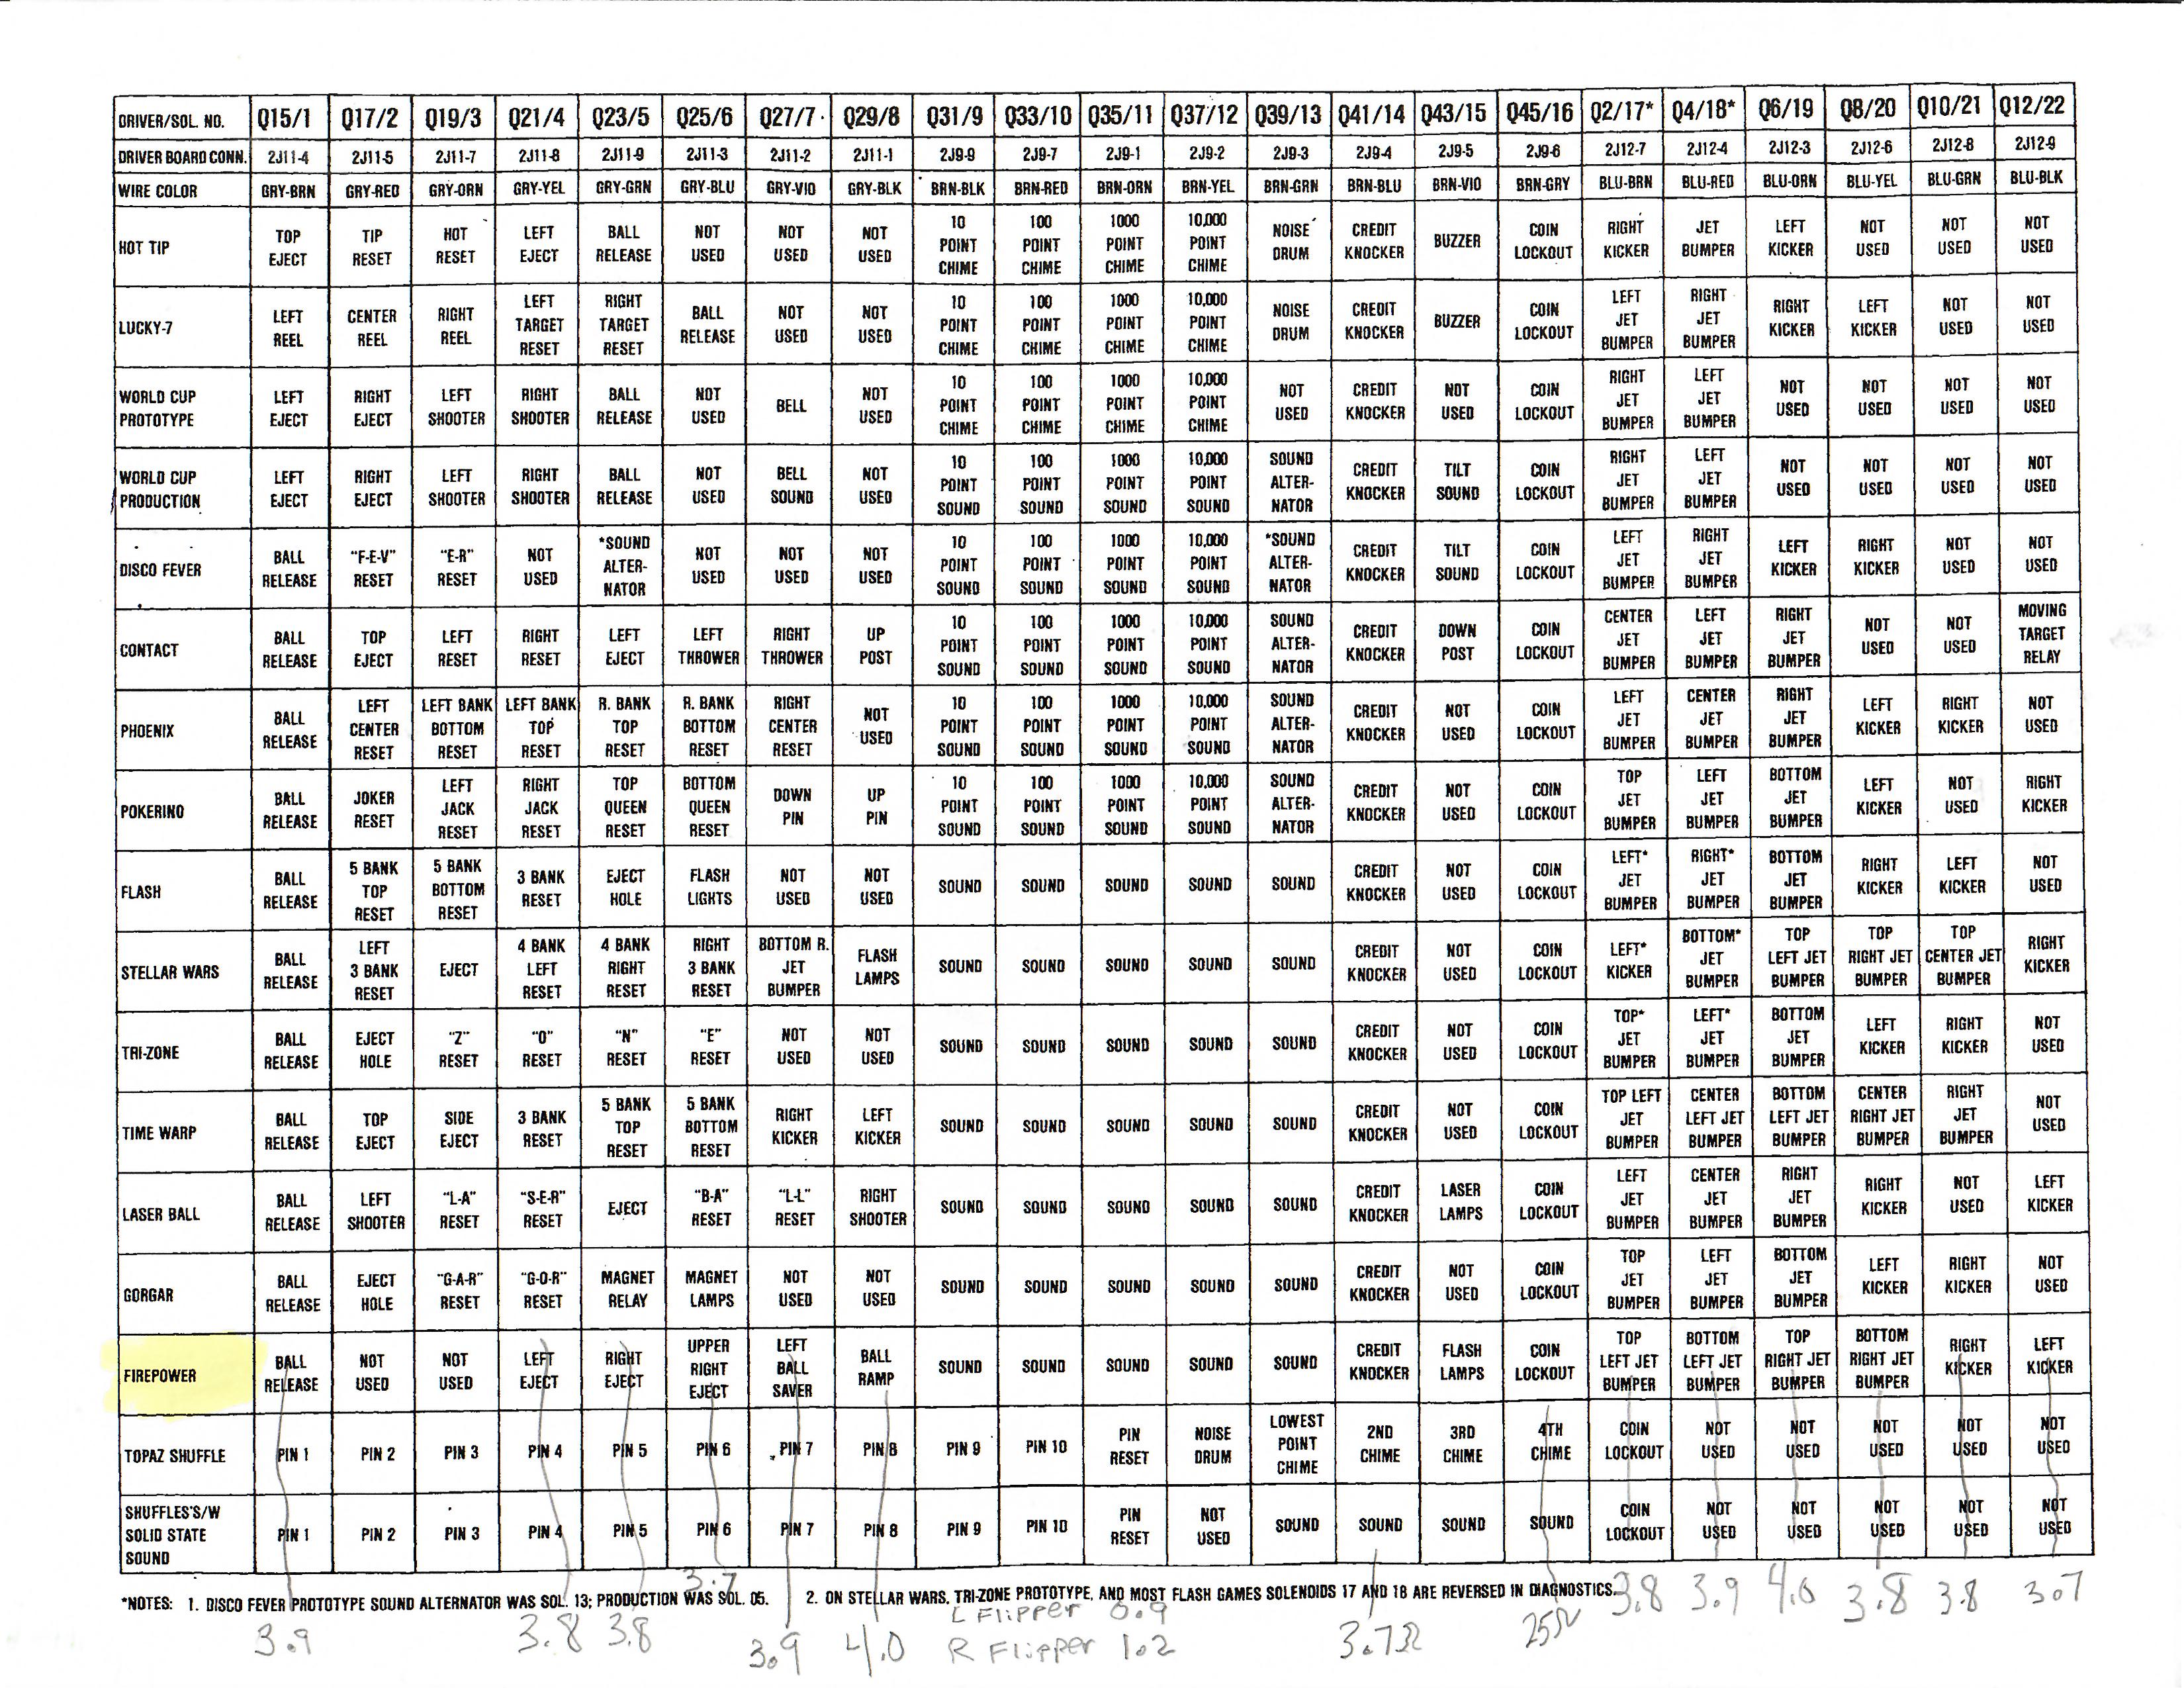 DRIVER/SOL. NO. Q15/1 Q17/2 Q19/3 Q21/4 Q23/5 Q25/6 Q27/7 Q29/8 Q31/9 Q33/10 Q35/11 Q37/12 Q39/13 Q41/14 Q43/15 Q45/16 Q2/17* Q4/18* Q6/19 Q8/20 Q10/21 Q12/22
DRIVER BOARD CONN. 2J11-4 2J11-5 2J11-7 2J11-8 2J11-9 2J11-3 2J11-2 2J11-1 2J9-9 2J9-7 2J9-1 2J9-2 2J9-3 2J9-4 2J9-5 2J9-6 2J12-7 2J12-4 2J12-3 2J12-6 2J12-8 2J12-9
WIRE COLOR GRY-BRN GRY-RED GRY-ORN GRY-YEL GRY-GRN GRY-BLU GRY-VIO GRY-BLK BRN-BLK BRN-RED BRN-ORN BRN-YEL BRN-GRN BRN-BLU BRN-VIO BRN-GRY BLU-BRN BLU-RED BLU-ORN BLU-YEL BLU-GRN BLU-BLK
HOT TIP TOP EJECT TIP RESET HOT RESET LEFT EJECT BALL RELEASE NOT USED NOT USED NOT USED 10 POINT CHIME 100 POINT CHIME 1000 POINT CHIME 10,000 POINT CHIME NOISE DRUM CREDIT KNOCKER BUZZER COIN LOCKOUT RIGHT KICKER JET BUMPER LEFT KICKER NOT USED NOT USED NOT USED
LUCKY-7 LEFT REEL CENTER REEL RIGHT REEL LEFT TARGET RESET RIGHT TARGET RESET BALL RELEASE NOT USED NOT USED 10 POINT CHIME 100 POINT CHIME 1000 POINT CHIME 10,000 POINT CHIME NOISE DRUM CREDIT KNOCKER BUZZER COIN LOCKOUT LEFT JET BUMPER RIGHT JET BUMPER RIGHT KICKER LEFT KICKER NOT USED NOT USED
WORLD CUP PROTOTYPE LEFT EJECT RIGHT EJECT LEFT SHOOTER RIGHT SHOOTER BALL RELEASE NOT USED BELL NOT USED 10 POINT CHIME 100 POINT CHIME 1000 POINT CHIME 10,000 POINT CHIME NOT USED CREDIT KNOCKER NOT USED COIN LOCKOUT RIGHT JET BUMPER LEFT JET BUMPER NOT USED NOT USED NOT USED NOT USED
WORLD CUP PRODUCTION LEFT EJECT RIGHT EJECT LEFT SHOOTER RIGHT SHOOTER BALL RELEASE NOT USED BELL SOUND NOT USED 10 POINT SOUND 100 POINT SOUND 1000 POINT SOUND 10,000 POINT SOUND SOUND ALTER-NATOR CREDIT KNOCKER TILT SOUND COIN LOCKOUT RIGHT JET BUMPER LEFT JET BUMPER NOT USED NOT USED NOT USED NOT USED
DISCO FEVER BALL RELEASE "F-E-V" RESET "E-R" RESET NOT USED *SOUND ALTER-NATOR NOT USED NOT USED NOT USED 10 POINT SOUND 100 POINT SOUND 1000 POINT SOUND 10,000 POINT SOUND *SOUND ALTER-NATOR CREDIT KNOCKER TILT SOUND COIN LOCKOUT LEFT JET BUMPER RIGHT JET BUMPER LEFT KICKER RIGHT KICKER NOT USED NOT USED
CONTACT BALL RELEASE TOP EJECT LEFT RESET RIGHT RESET LEFT EJECT LEFT THROWER RIGHT THROWER UP POST 10 POINT SOUND 100 POINT SOUND 1000 POINT SOUND 10,000 POINT SOUND SOUND ALTER-NATOR CREDIT KNOCKER DOWN POST COIN LOCKOUT CENTER JET BUMPER LEFT JET BUMPER RIGHT JET BUMPER NOT USED NOT USED MOVING TARGET RELAY
PHOENIX BALL RELEASE LEFT CENTER RESET LEFT BANK BOTTOM RESET LEFT BANK TOP RESET R. BANK TOP RESET R. BANK BOTTOM RESET RIGHT CENTER RESET NOT USED 10 POINT SOUND 100 POINT SOUND 1000 POINT SOUND 10,000 POINT SOUND SOUND ALTER-NATOR CREDIT KNOCKER NOT USED COIN LOCKOUT LEFT JET BUMPER CENTER JET BUMPER RIGHT JET BUMPER LEFT KICKER RIGHT KICKER NOT USED
POKERINO BALL RELEASE JOKER RESET LEFT JACK RESET RIGHT JACK RESET TOP QUEEN RESET BOTTOM QUEEN RESET DOWN PIN UP PIN 10 POINT SOUND 100 POINT SOUND 1000 POINT SOUND 10,000 POINT SOUND SOUND ALTER-NATOR CREDIT KNOCKER NOT USED COIN LOCKOUT TOP JET BUMPER LEFT JET BUMPER BOTTOM JET BUMPER LEFT KICKER NOT USED RIGHT KICKER
FLASH BALL RELEASE 5 BANK TOP RESET 5 BANK BOTTOM RESET 3 BANK RESET EJECT HOLE FLASH LIGHTS NOT USED NOT USED SOUND SOUND SOUND SOUND SOUND CREDIT KNOCKER NOT USED COIN LOCKOUT LEFT* JET BUMPER RIGHT* JET BUMPER BOTTOM JET BUMPER RIGHT KICKER LEFT KICKER NOT USED
STELLAR WARS BALL RELEASE LEFT 3 BANK RESET EJECT 4 BANK LEFT RESET 4 BANK RIGHT RESET RIGHT 3 BANK RESET BOTTOM R. JET BUMPER FLASH LAMPS SOUND SOUND SOUND SOUND SOUND CREDIT KNOCKER NOT USED COIN LOCKOUT LEFT* KICKER BOTTOM* JET BUMPER TOP LEFT JET BUMPER TOP RIGHT JET BUMPER TOP CENTER JET BUMPER RIGHT KICKER
TRI-ZONE BALL RELEASE EJECT HOLE "Z" RESET "O" RESET "N" RESET "E" RESET NOT USED NOT USED SOUND SOUND SOUND SOUND SOUND CREDIT KNOCKER NOT USED COIN LOCKOUT TOP* JET BUMPER LEFT* JET BUMPER BOTTOM JET BUMPER LEFT KICKER RIGHT KICKER NOT USED
TIME WARP BALL RELEASE TOP EJECT SIDE EJECT 3 BANK RESET 5 BANK TOP RESET 5 BANK BOTTOM RESET RIGHT KICKER LEFT KICKER SOUND SOUND SOUND SOUND SOUND CREDIT KNOCKER NOT USED COIN LOCKOUT TOP LEFT JET BUMPER CENTER LEFT JET BUMPER BOTTOM LEFT JET BUMPER CENTER RIGHT JET BUMPER RIGHT JET BUMPER NOT USED
LASER BALL BALL RELEASE LEFT SHOOTER "L-A" RESET "S-E-R" RESET EJECT "B-A" RESET "L-L" RESET RIGHT SHOOTER SOUND SOUND SOUND SOUND SOUND CREDIT KNOCKER LASER LAMPS COIN LOCKOUT LEFT JET BUMPER CENTER JET BUMPER RIGHT JET BUMPER RIGHT KICKER NOT USED LEFT KICKER
GORGAR BALL RELEASE EJECT HOLE "G-A-R" RESET "G-O-R" RESET MAGNET RELAY MAGNET LAMPS NOT USED NOT USED SOUND SOUND SOUND SOUND SOUND CREDIT KNOCKER NOT USED COIN LOCKOUT TOP JET BUMPER LEFT JET BUMPER BOTTOM JET BUMPER LEFT KICKER RIGHT KICKER NOT USED
FIREPOWER BALL RELEASE NOT USED NOT USED LEFT EJECT RIGHT EJECT UPPER RIGHT EJECT LEFT BALL SAVER BALL RAMP SOUND SOUND SOUND SOUND SOUND CREDIT KNOCKER FLASH LAMPS COIN LOCKOUT TOP LEFT JET BUMPER BOTTOM LEFT JET BUMPER TOP RIGHT JET BUMPER BOTTOM RIGHT JET BUMPER RIGHT KICKER LEFT KICKER
TOPAZ SHUFFLE PIN 1 PIN 2 PIN 3 PIN 4 PIN 5 PIN 6 PIN 7 PIN 8 PIN 9 PIN 10 PIN RESET NOISE DRUM LOWEST POINT CHIME 2ND CHIME 3RD CHIME 4TH CHIME COIN LOCKOUT NOT USED NOT USED NOT USED NOT USED NOT USED
SHUFFLES'S/W SOLID STATE SOUND PIN 1 PIN 2 PIN 3 PIN 4 PIN 5 PIN 6 PIN 7 PIN 8 PIN 9 PIN 10 PIN RESET NOT USED SOUND SOUND SOUND SOUND COIN LOCKOUT NOT USED NOT USED NOT USED NOT USED NOT USED
*NOTES: 1. DISCO FEVER PROTOTYPE SOUND ALTERNATOR WAS SOL. 13; PRODUCTION WAS SOL. 05. 2. ON STELLAR WARS, TRI-ZONE PROTOTYPE, AND MOST FLASH GAMES SOLENOIDS 17 AND 18 ARE REVERSED IN DIAGNOSTICS.
3.7 3.8 3.9 4.0 3.8 3.8 3.7
L Flipper 0.9
3.9 3.8 3.8 3.9 4.0 R Flipper 1.2 3.7Ω